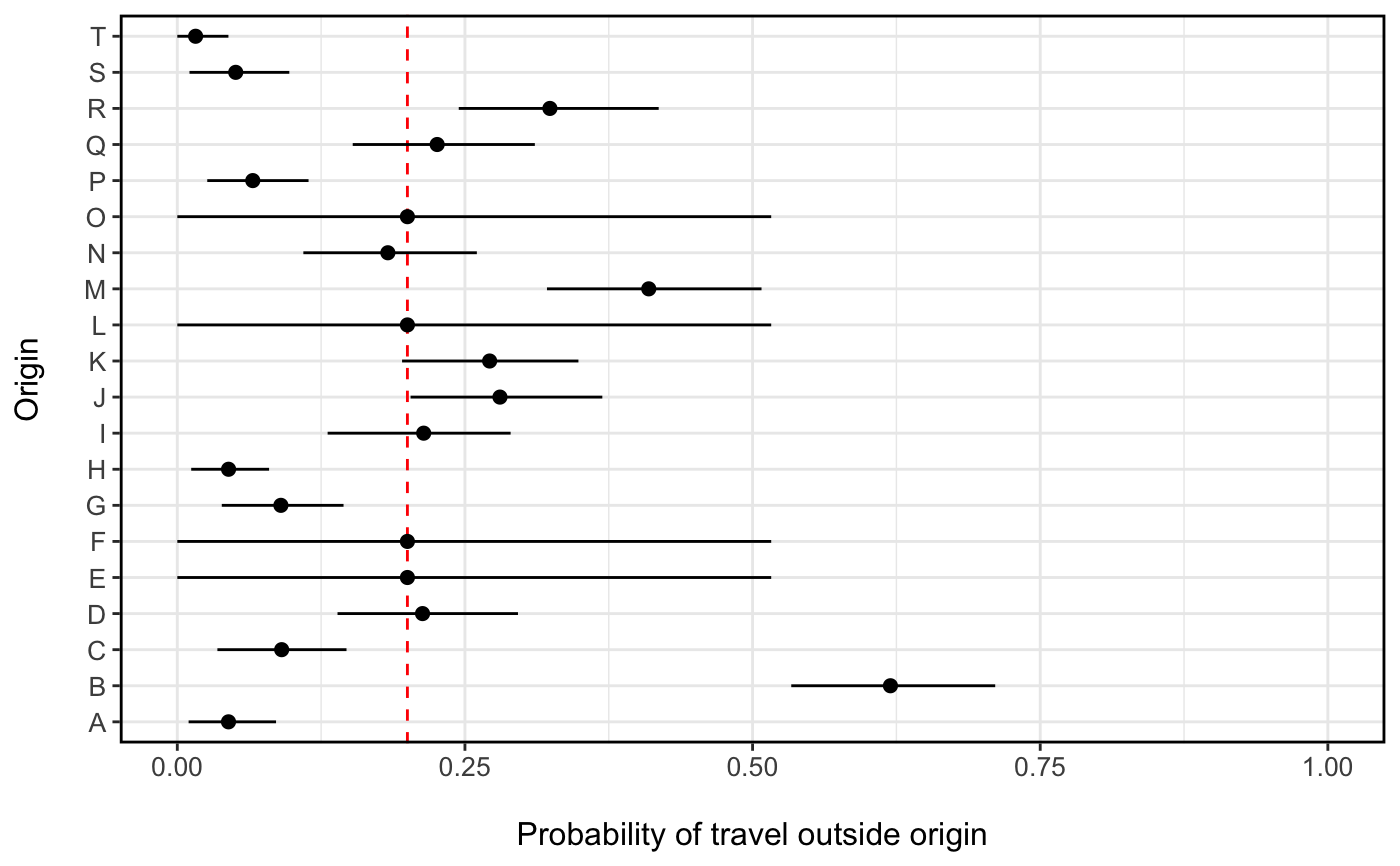 T
S
R
Q
P
O
N
M
L
K
J
I
H
G
F
E
D
C
B
A
Origin
0.00 0.25 0.50 0.75 1.00
Probability of travel outside origin